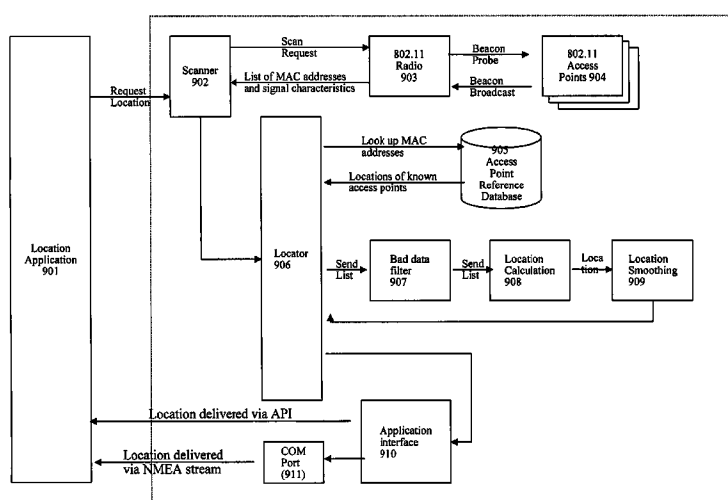 Location
Application
901
Request
Location
Scanner
902
Scan
Request
List of MAC addresses
and signal characteristics
802.11
Radio
903
Beacon
Probe
Beacon
Broadcast
802.11
Access
Points 904
Locator
906
Look up MAC
addresses
Locations of known
access points
905
Access
Point
Reference
Database
Send
List
Bad data
filter
907
Send
List
Location
Calculation
908
Loca
tion
Location
Smoothing
909
Location delivered via API
Application
interface
910
COM
Port
(911)
Location delivered
via NMEA stream